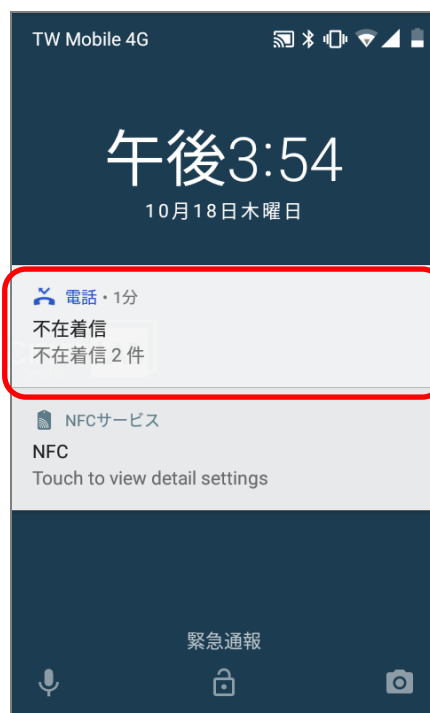 TW Mobile 4G
午後3:54
10月18日木曜日
電話・1分
不在着信
不在着信 2 件
NFCサービス
NFC
Touch to view detail settings
緊急通報